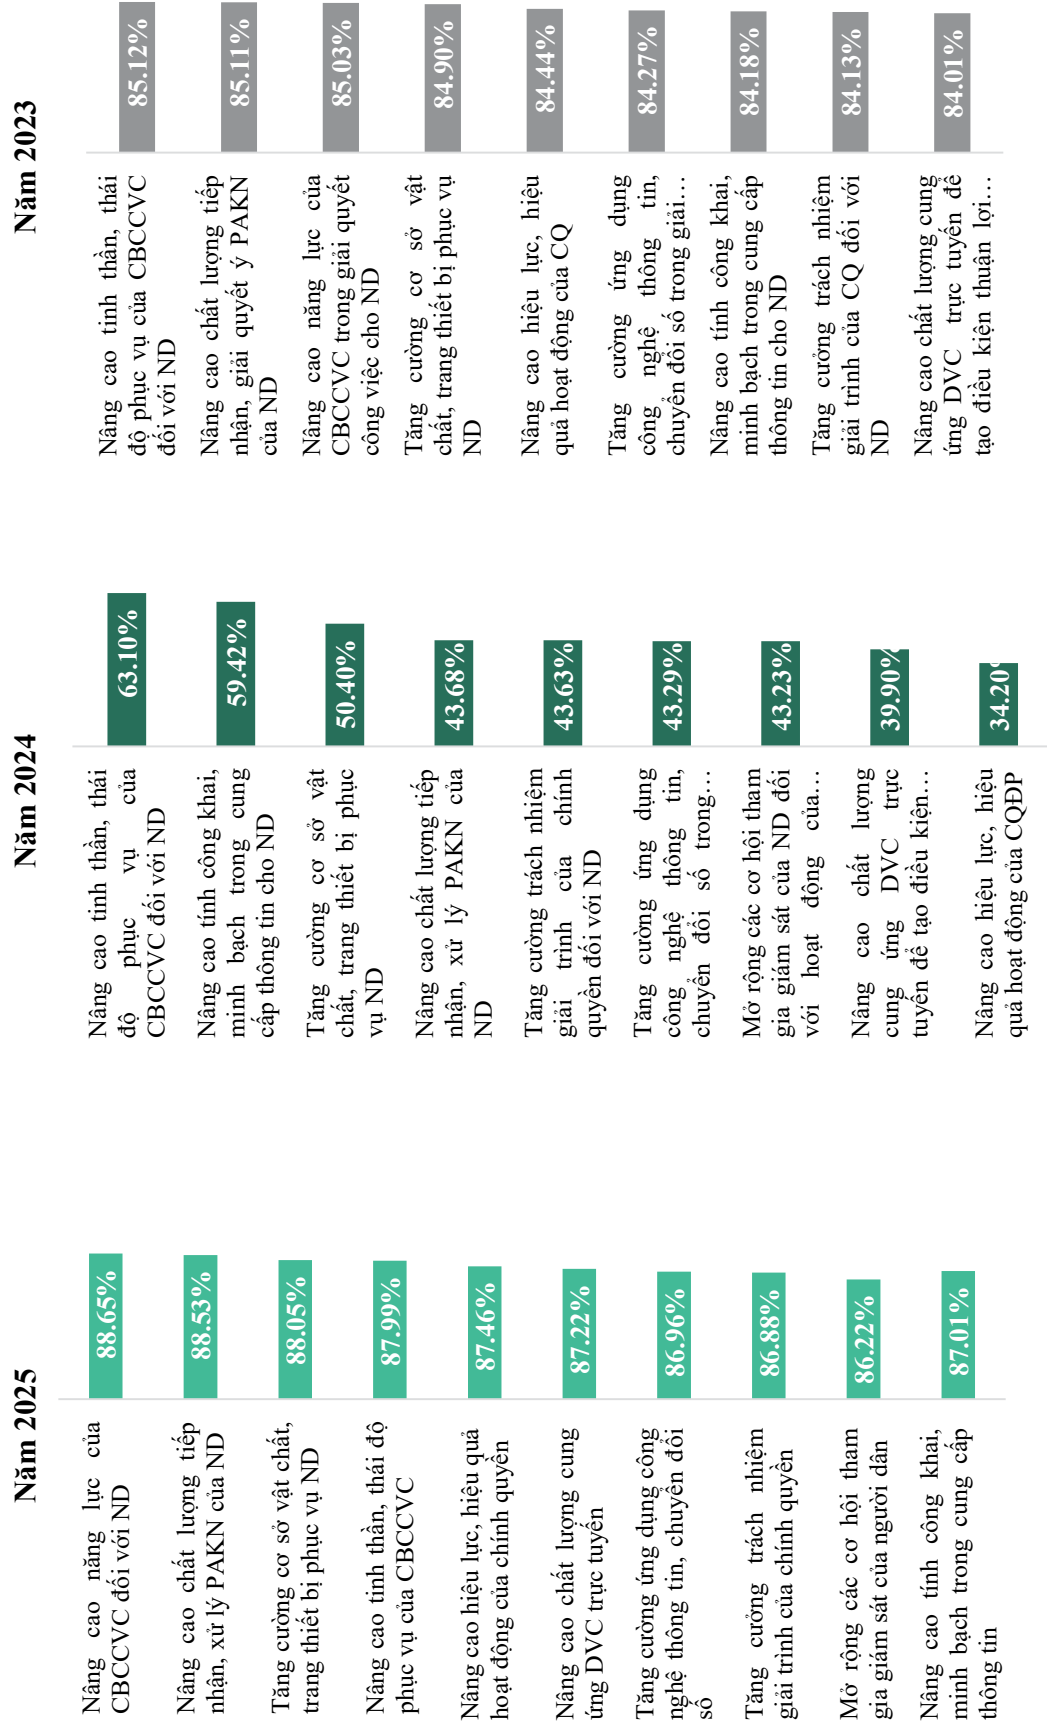 Năm 2025
Nâng cao năng lực của
CBCCVC đối với ND
88.65%
Nâng cao chất lượng tiếp
nhận, xử lý PAKN của ND
88.53%
Tăng cường cơ sở vật chất,
trang thiết bị phục vụ ND
88.05%
Nâng cao tinh thần, thái độ
phục vụ của CBCCVC
87.99%
Nâng cao hiệu lực, hiệu quả
hoạt động của chính quyền
87.46%
Nâng cao chất lượng cung
ứng DVC trực tuyến
87.22%
Tăng cường ứng dụng công
nghệ thông tin, chuyển đổi
số
86.96%
Tăng cưởng trách nhiệm
giải trình của chính quyền
86.88%
Mở rộng các cơ hội tham
gia giám sát của người dân
86.22%
Nâng cao tính công khai,
minh bạch trong cung cấp
thông tin
87.01%
Năm 2024
Nâng cao tinh thần, thái
độ phục vụ của
CBCCVC đối với ND
63.10%
Nâng cao tính công khai,
minh bạch trong cung
cấp thông tin cho ND
59.42%
Tăng cường cơ sở vật
chất, trang thiết bị phục
vụ ND
50.40%
Nâng cao chất lượng tiếp
nhận, xử lý PAKN của
ND
43.68%
Tăng cường trách nhiệm
giải trình của chính
quyền đối với ND
43.63%
Tăng cường ứng dụng
công nghệ thông tin,
chuyển đổi số trong…
43.29%
Mở rộng các cơ hội tham
gia giám sát của ND đối
với hoạt động của…
43.23%
Nâng cao chất lượng
cung ứng DVC trực
tuyến để tạo điều kiện…
39.90%
Nâng cao hiệu lực, hiệu
quả hoạt động của CQĐP
34.20%
Năm 2023
Nâng cao tinh thần, thái
độ phục vụ của CBCCVC
đối với ND
85.12%
Nâng cao chất lượng tiếp
nhận, giải quyết ý PAKN
của ND
85.11%
Nâng cao năng lực của
CBCCVC trong giải quyết
công việc cho ND
85.03%
Tăng cường cơ sở vật
chất, trang thiết bị phục vụ
ND
84.90%
Nâng cao hiệu lực, hiệu
quả hoạt động của CQ
84.44%
Tăng cường ứng dụng
công nghệ thông tin,
chuyển đổi số trong giải…
84.27%
Nâng cao tính công khai,
minh bạch trong cung cấp
thông tin cho ND
84.18%
Tăng cưởng trách nhiệm
giải trình của CQ đối với
ND
84.13%
Nâng cao chất lượng cung
ứng DVC trực tuyến để
tạo điều kiện thuận lợi…
84.01%